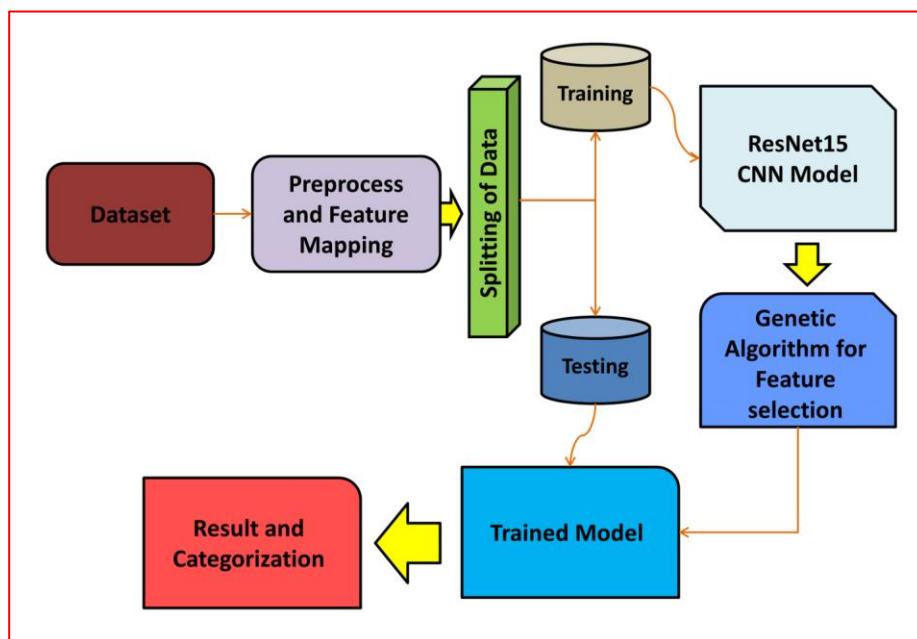 Dataset
Preprocess
and Feature
Mapping
Splitting of Data
Training
ResNet15
CNN Model
Genetic
Algorithm for
Feature
selection
Testing
Trained Model
Result and
Categorization